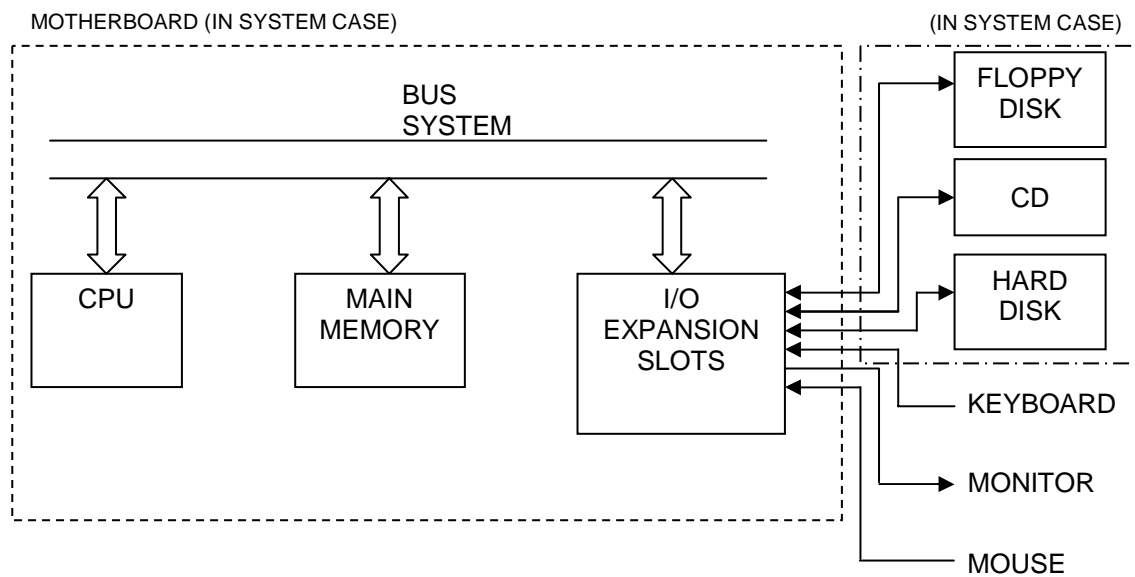 MOTHERBOARD (IN SYSTEM CASE)
(IN SYSTEM CASE)
BUS
SYSTEM
FLOPPY
DISK
CD
HARD
DISK
CPU
MAIN
MEMORY
I/O
EXPANSION
SLOTS
KEYBOARD
MONITOR
MOUSE